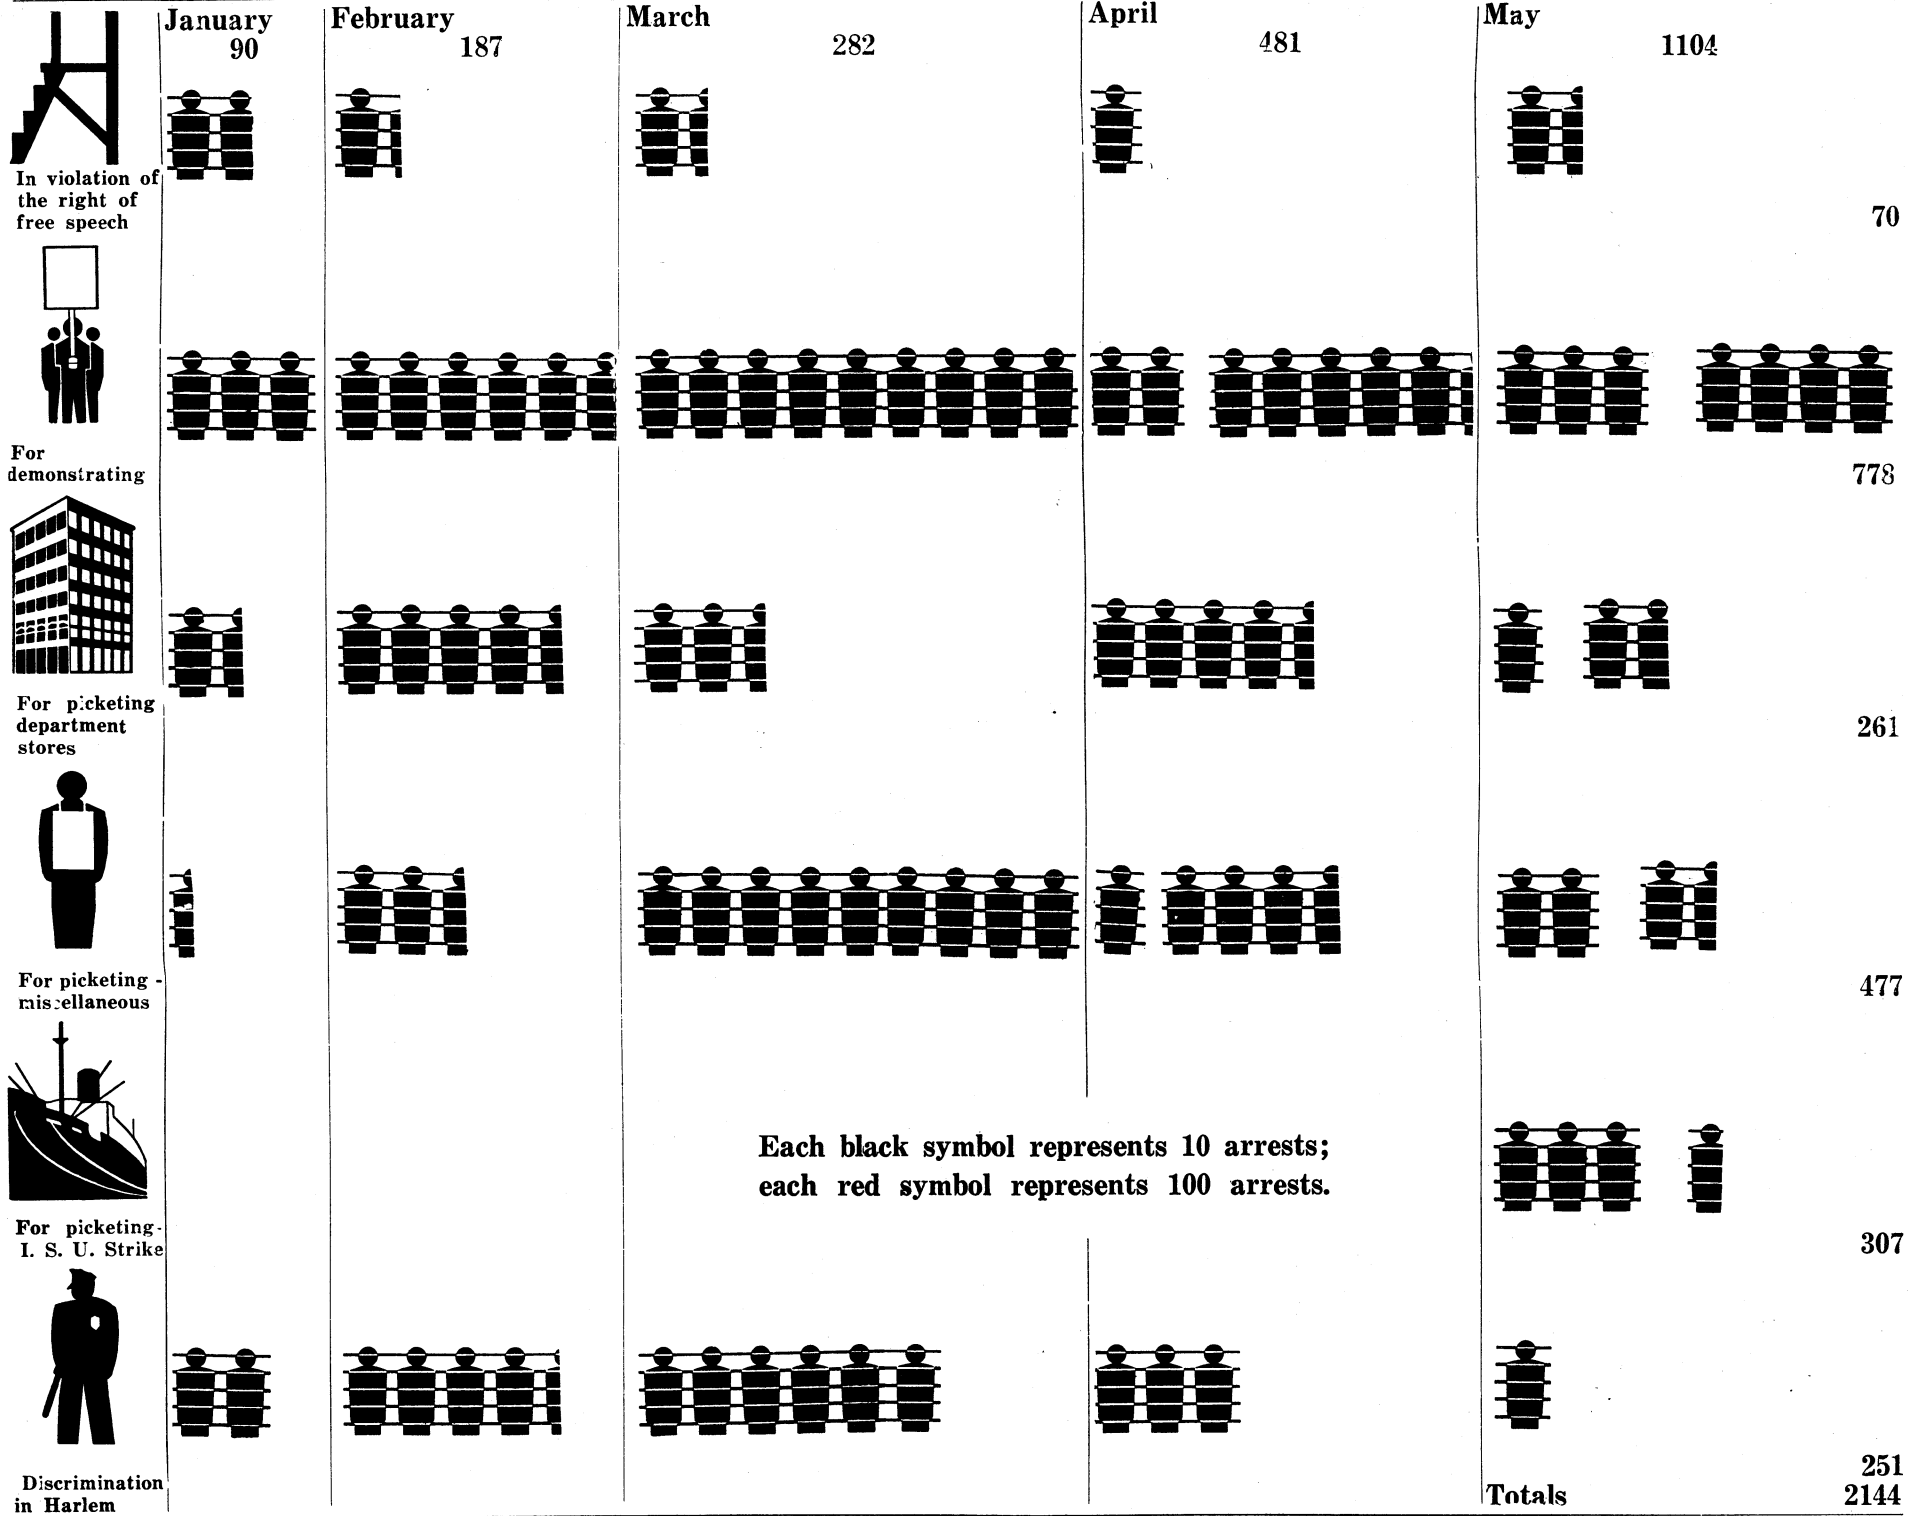 January
90
February
187
March
282
April
481
May
1104
In violation of
the right of
free speech
70
For
demonstrating
778
For picketing
department
stores
261
For picketing -
miscellaneous
477
Each black symbol represents 10 arrests;
each red symbol represents 100 arrests.
For picketing-
I. S. U. Strike
307
Discrimination
in Harlem
251
Totals
2144